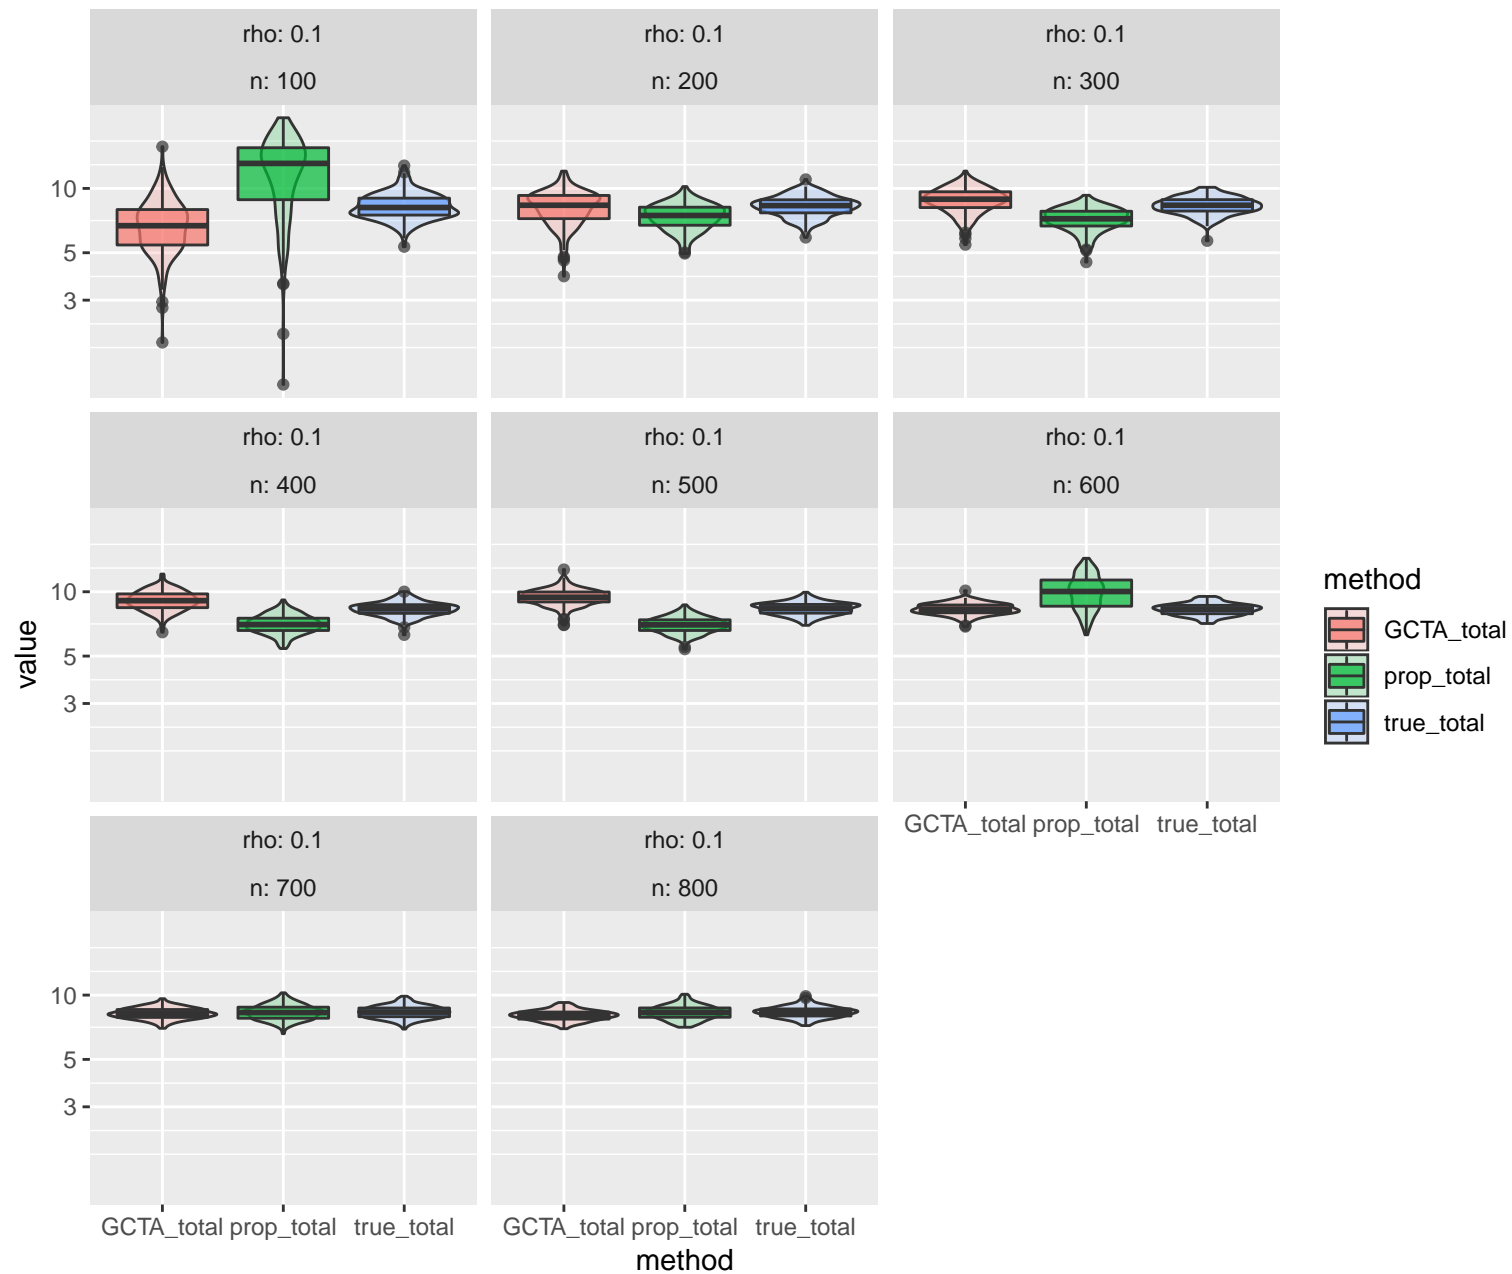 rho: 0.1
n: 100
rho: 0.1
n: 200
rho: 0.1
n: 300
10
5
3
rho: 0.1
n: 400
rho: 0.1
n: 500
rho: 0.1
n: 600
10
5
3
GCTA_total prop_total true_total
rho: 0.1
n: 700
rho: 0.1
n: 800
10
5
3
GCTA_total prop_total true_total
GCTA_total prop_total true_total
method
value
method
GCTA_total
prop_total
true_total